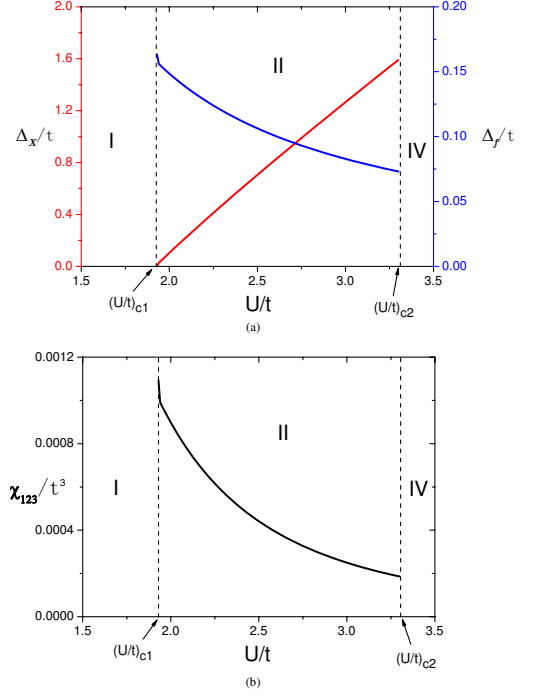 2.0 0.20
1.6 0.15
1.2
0.8 0.10
0.4 0.05
0.0 0.00
Δ_X/t
Δ_f/t
I II IV
1.5 2.0 2.5 3.0 3.5
(U/t)c1 U/t (U/t)c2
(a)
0.0012
0.0008
0.0004
0.0000
χ123/t³
I II IV
1.5 2.0 2.5 3.0 3.5
(U/t)c1 U/t (U/t)c2
(b)